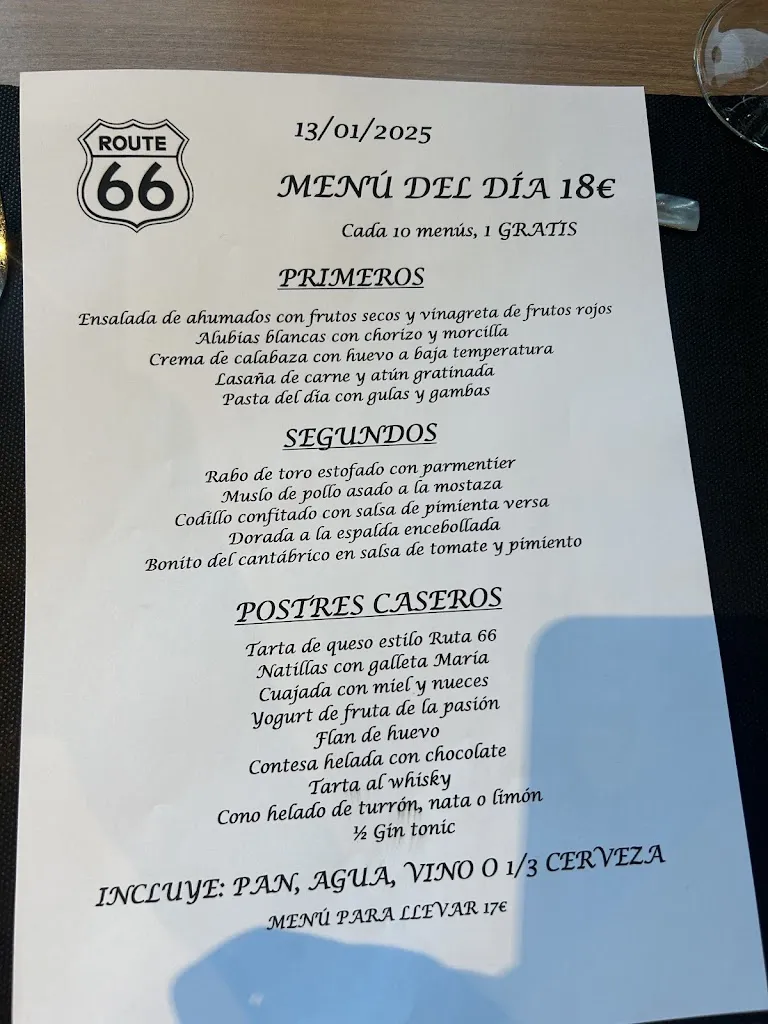 ROUTE
66
13/01/2025
MENÚ DEL DÍA 18€
Cada 10 menús, 1 GRATIS
PRIMEROS
Ensalada de ahumados con frutos secos y vinagreta de frutos rojos
Alubias blancas con chorizo y morcilla
Crema de calabaza con huevo a baja temperatura
Lasaña de carne y atún gratinada
Pasta del día con gulas y gambas
SEGUNDOS
Rabo de toro estofado con parmentier
Muslo de pollo asado a la mostaza
Codillo confitado con salsa de pimienta versa
Dorada a la espalda encebollada
Bonito del cantábrico en salsa de tomate y pimiento
POSTRES CASEROS
Tarta de queso estilo Ruta 66
Natillas con galleta María
Cuajada con miel y nueces
Yogurt de fruta de la pasión
Flan de huevo
Contesa helada con chocolate
Tarta al whisky
Cono helado de turrón, nata o limón
½ Gin tonic
INCLUYE: PAN, AGUA, VINO O 1/3 CERVEZA
MENÚ PARA LLEVAR 17€